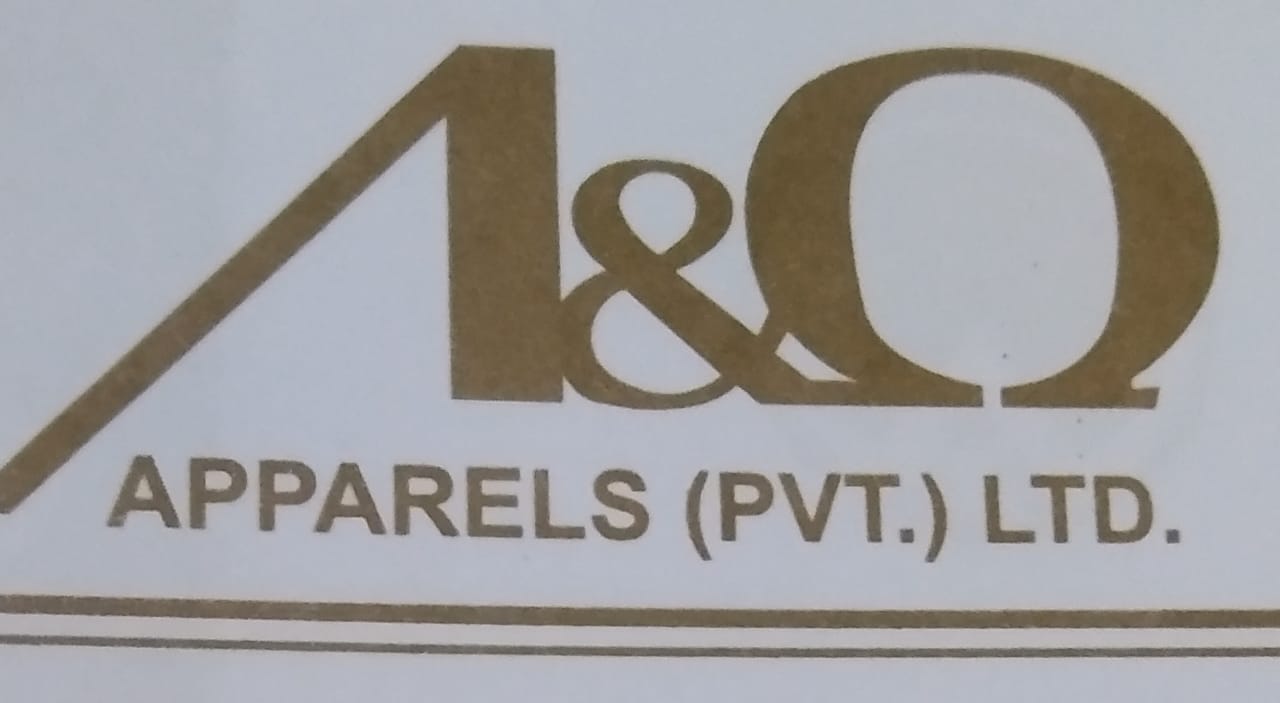 Λ&Ω
APPARELS (PVT.) LTD.